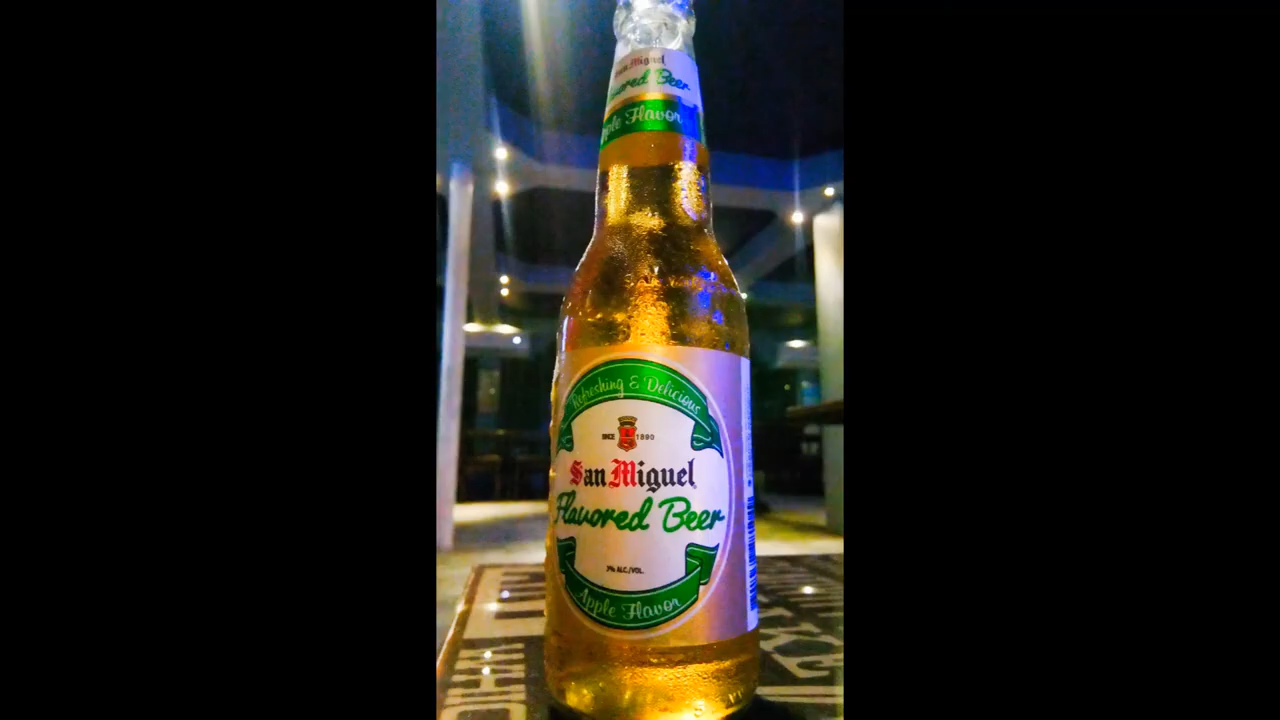 San Miguel
Flavored Beer
Apple Flavor
Refreshing & Delicious
SINCE 1890
San Miguel
Flavored Beer
3% ALC./VOL.
Apple Flavor